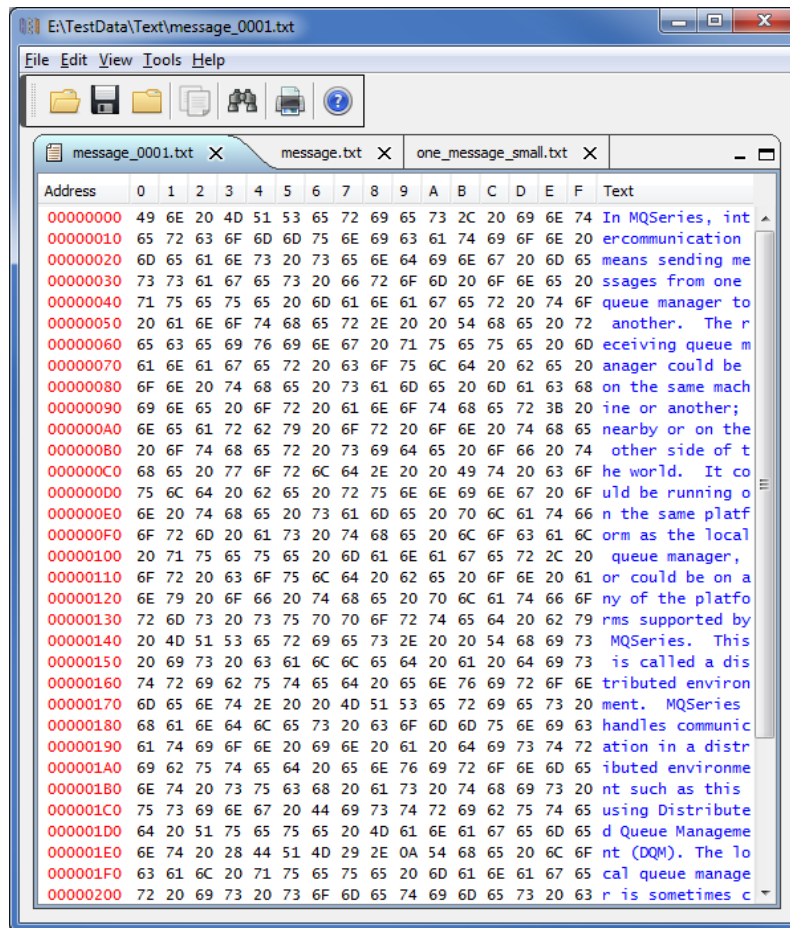 E:\TestData\Text\message_0001.txt
File Edit View Tools Help
message_0001.txt message.txt one_message_small.txt
Address 0 1 2 3 4 5 6 7 8 9 A B C D E F Text
00000000 49 6E 20 4D 51 53 65 72 69 65 73 2C 20 69 6E 74 In MQSeries, int
00000010 65 72 63 6F 6D 6D 75 6E 69 63 61 74 69 6F 6E 20 ercommunication
00000020 6D 65 61 6E 73 20 73 65 6E 64 69 6E 67 20 6D 65 means sending me
00000030 73 73 61 67 65 73 20 66 72 6F 6D 20 6F 6E 65 20 ssages from one
00000040 71 75 65 75 65 20 6D 61 6E 61 67 65 72 20 74 6F queue manager to
00000050 20 61 6E 6F 74 68 65 72 2E 20 20 54 68 65 20 72 another.  The r
00000060 65 63 65 69 76 69 6E 67 20 71 75 65 75 65 20 6D eceiving queue m
00000070 61 6E 61 67 65 72 20 63 6F 75 6C 64 20 62 65 20 anager could be
00000080 6F 6E 20 74 68 65 20 73 61 6D 65 20 6D 61 63 68 on the same mach
00000090 69 6E 65 20 6F 72 20 61 6E 6F 74 68 65 72 3B 20 ine or another;
000000A0 6E 65 61 72 62 79 20 6F 72 20 6F 6E 20 74 68 65 nearby or on the
000000B0 20 6F 74 68 65 72 20 73 69 64 65 20 6F 66 20 74 other side of t
000000C0 68 65 20 77 6F 72 6C 64 2E 20 20 49 74 20 63 6F he world.  It co
000000D0 75 6C 64 20 62 65 20 72 75 6E 6E 69 6E 67 20 6F uld be running o
000000E0 6E 20 74 68 65 20 73 61 6D 65 20 70 6C 61 74 66 n the same platf
000000F0 6F 72 6D 20 61 73 20 74 68 65 20 6C 6F 63 61 6C orm as the local
00000100 20 71 75 65 75 65 20 6D 61 6E 61 67 65 72 2C 20 queue manager,
00000110 6F 72 20 63 6F 75 6C 64 20 62 65 20 6F 6E 20 61 or could be on a
00000120 6E 79 20 6F 66 20 74 68 65 20 70 6C 61 74 66 6F ny of the platfo
00000130 72 6D 73 20 73 75 70 70 6F 72 74 65 64 20 62 79 rms supported by
00000140 20 4D 51 53 65 72 69 65 73 2E 20 20 54 68 69 73 MQSeries.  This
00000150 20 69 73 20 63 61 6C 6C 65 64 20 61 20 64 69 73 is called a dis
00000160 74 72 69 62 75 74 65 64 20 65 6E 76 69 72 6F 6E tributed environ
00000170 6D 65 6E 74 2E 20 20 4D 51 53 65 72 69 65 73 20 ment.  MQSeries
00000180 68 61 6E 64 6C 65 73 20 63 6F 6D 6D 75 6E 69 63 handles communic
00000190 61 74 69 6F 6E 20 69 6E 20 61 20 64 69 73 74 72 ation in a distr
000001A0 69 62 75 74 65 64 20 65 6E 76 69 72 6F 6E 6D 65 ibuted environme
000001B0 6E 74 20 73 75 63 68 20 61 73 20 74 68 69 73 20 nt such as this
000001C0 75 73 69 6E 67 20 44 69 73 74 72 69 62 75 74 65 using Distribute
000001D0 64 20 51 75 65 75 65 20 4D 61 6E 61 67 65 6D 65 d Queue Manageme
000001E0 6E 74 20 28 44 51 4D 29 2E 0A 54 68 65 20 6C 6F nt (DQM). The lo
000001F0 63 61 6C 20 71 75 65 75 65 20 6D 61 6E 61 67 65 cal queue manage
00000200 72 20 69 73 20 73 6F 6D 65 74 69 6D 65 73 20 63 r is sometimes c